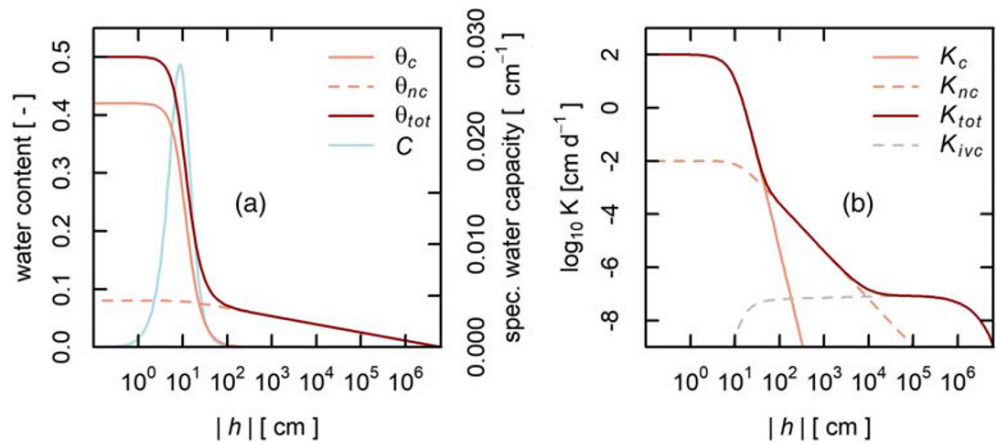 0.0 0.1 0.2 0.3 0.4 0.5
water content [ - ]
θc
θnc
θtot
C
(a)
0.000 0.010 0.020 0.030
spec. water capacity [ cm⁻¹]
10⁰ 10¹ 10² 10³ 10⁴ 10⁵ 10⁶
| h | [ cm ]
-8 -6 -4 -2 0 2
log₁₀ K [cm d⁻¹]
Kc
Knc
Ktot
Kivc
(b)
10⁰ 10¹ 10² 10³ 10⁴ 10⁵ 10⁶
| h | [ cm ]